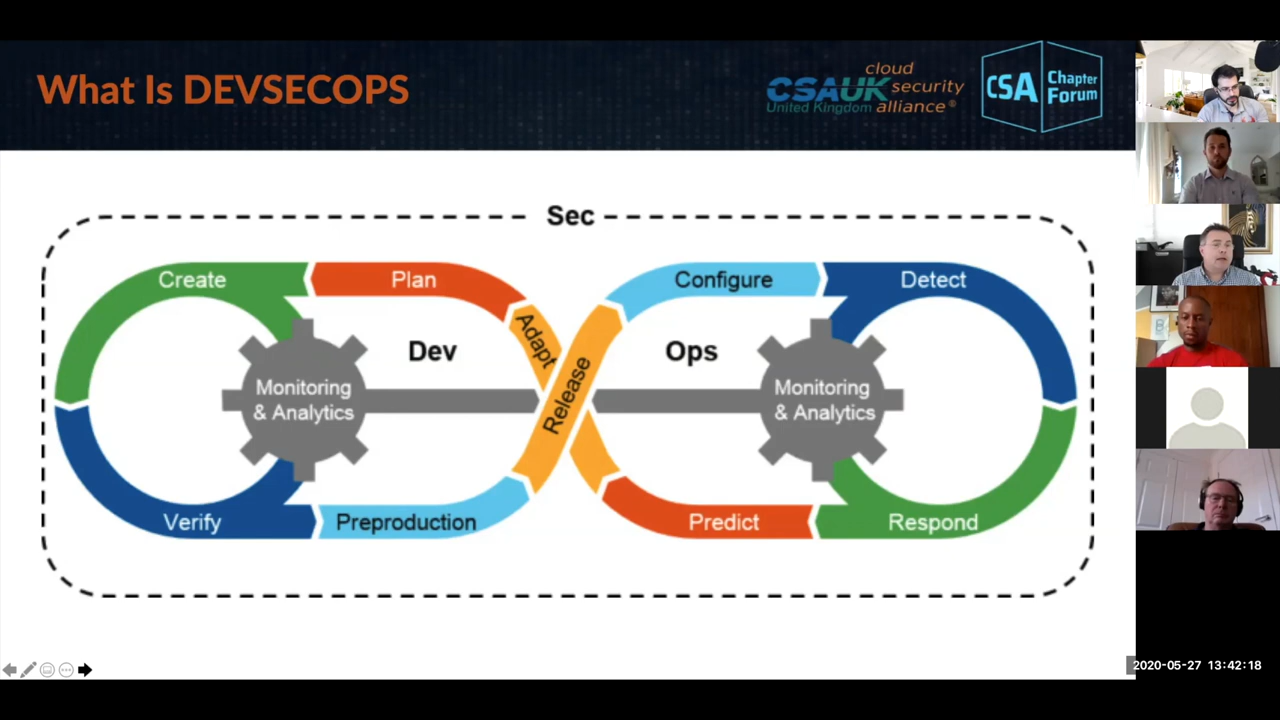 What Is DEVSECOPS
cloud
CSAUK security
United Kingdom alliance®
CSA Chapter
Forum
Sec
Create
Plan
Configure
Detect
Adapt
Dev
Ops
Release
Monitoring
& Analytics
Monitoring
& Analytics
Verify
Preproduction
Predict
Respond
2020-05-27 13:42:18